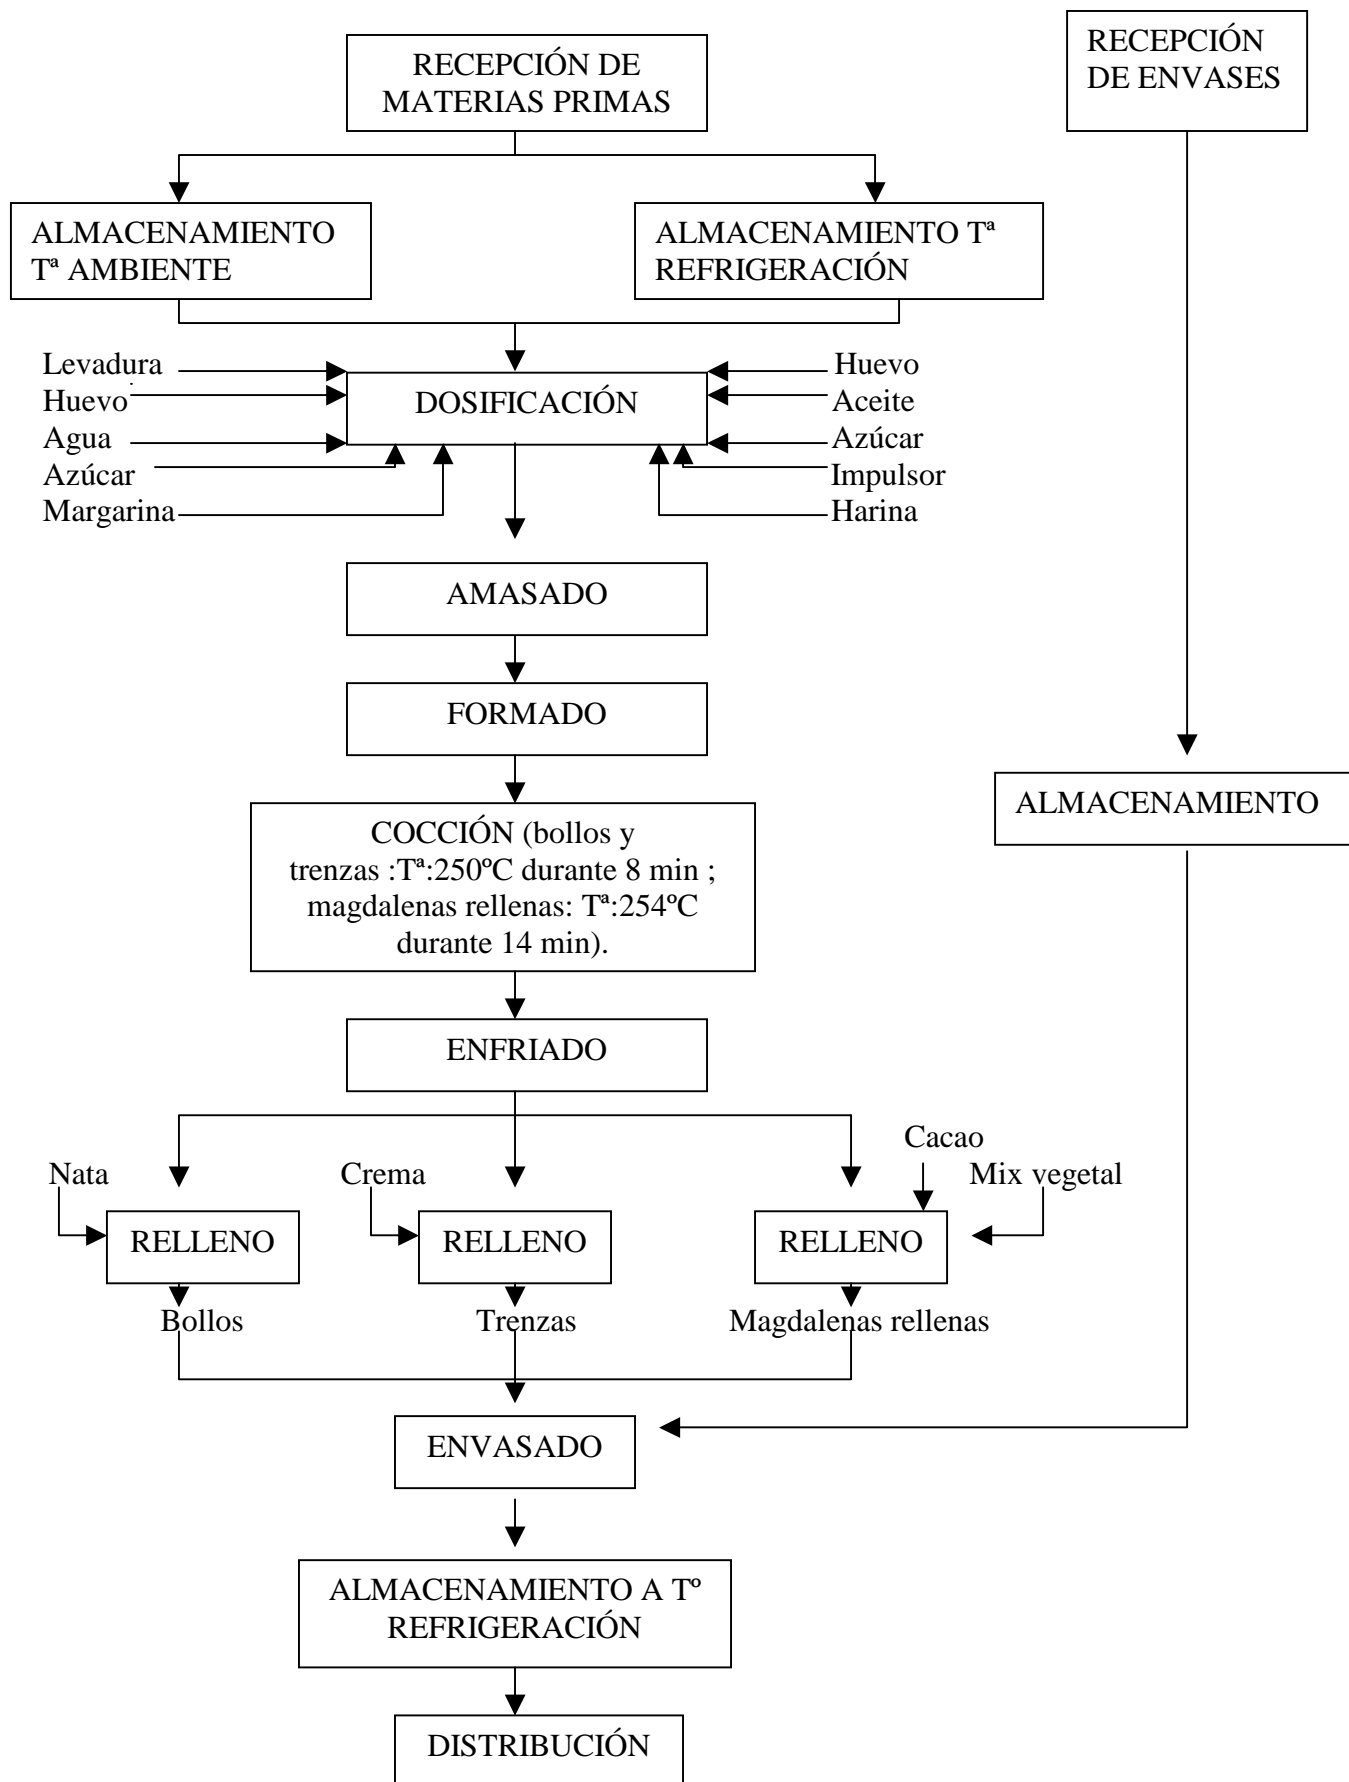 RECEPCIÓN DE
MATERIAS PRIMAS
RECEPCIÓN
DE ENVASES
ALMACENAMIENTO
Tª AMBIENTE
ALMACENAMIENTO Tª
REFRIGERACIÓN
Levadura
Huevo
Agua
Azúcar
Margarina
DOSIFICACIÓN
Huevo
Aceite
Azúcar
Impulsor
Harina
AMASADO
FORMADO
ALMACENAMIENTO
COCCIÓN (bollos y
trenzas :Tª:250ºC durante 8 min ;
magdalenas rellenas: Tª:254ºC
durante 14 min).
ENFRIADO
Nata
Crema
Cacao
Mix vegetal
RELLENO
RELLENO
RELLENO
Bollos
Trenzas
Magdalenas rellenas
ENVASADO
ALMACENAMIENTO A Tº
REFRIGERACIÓN
DISTRIBUCIÓN